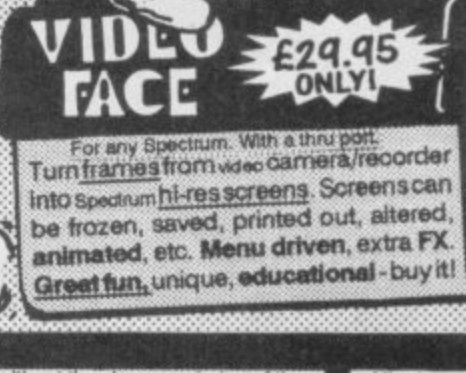 VIDEO
FACE
£29.95
ONLY!
For any Spectrum. With a thru port.
Turn frames from video camera/recorder
into Spectrum hi-res screens. Screens can
be frozen, saved, printed out, altered,
animated, etc. Menu driven, extra FX.
Great fun, unique, educational - buy it!